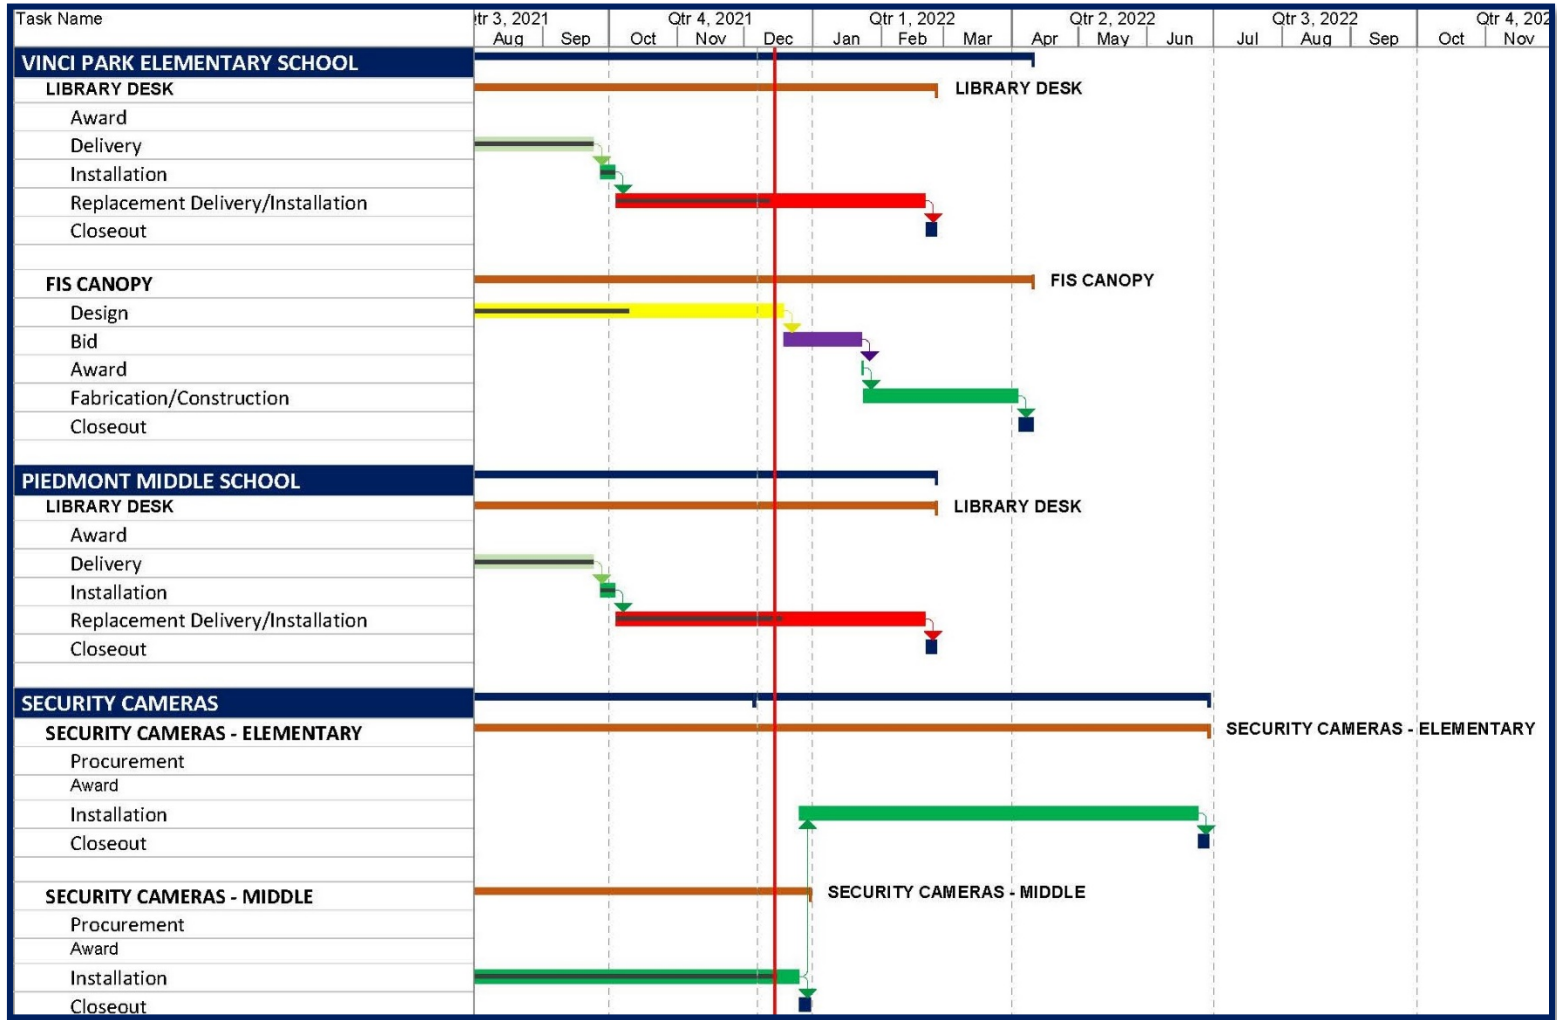 Task Name
tr 3, 2021 Qtr 4, 2021 Qtr 1, 2022 Qtr 2, 2022 Qtr 3, 2022 Qtr 4, 202
Aug Sep Oct Nov Dec Jan Feb Mar Apr May Jun Jul Aug Sep Oct Nov
VINCI PARK ELEMENTARY SCHOOL
LIBRARY DESK LIBRARY DESK
Award
Delivery
Installation
Replacement Delivery/Installation
Closeout
FIS CANOPY FIS CANOPY
Design
Bid
Award
Fabrication/Construction
Closeout
PIEDMONT MIDDLE SCHOOL
LIBRARY DESK LIBRARY DESK
Award
Delivery
Installation
Replacement Delivery/Installation
Closeout
SECURITY CAMERAS
SECURITY CAMERAS - ELEMENTARY SECURITY CAMERAS - ELEMENTARY
Procurement
Award
Installation
Closeout
SECURITY CAMERAS - MIDDLE SECURITY CAMERAS - MIDDLE
Procurement
Award
Installation
Closeout